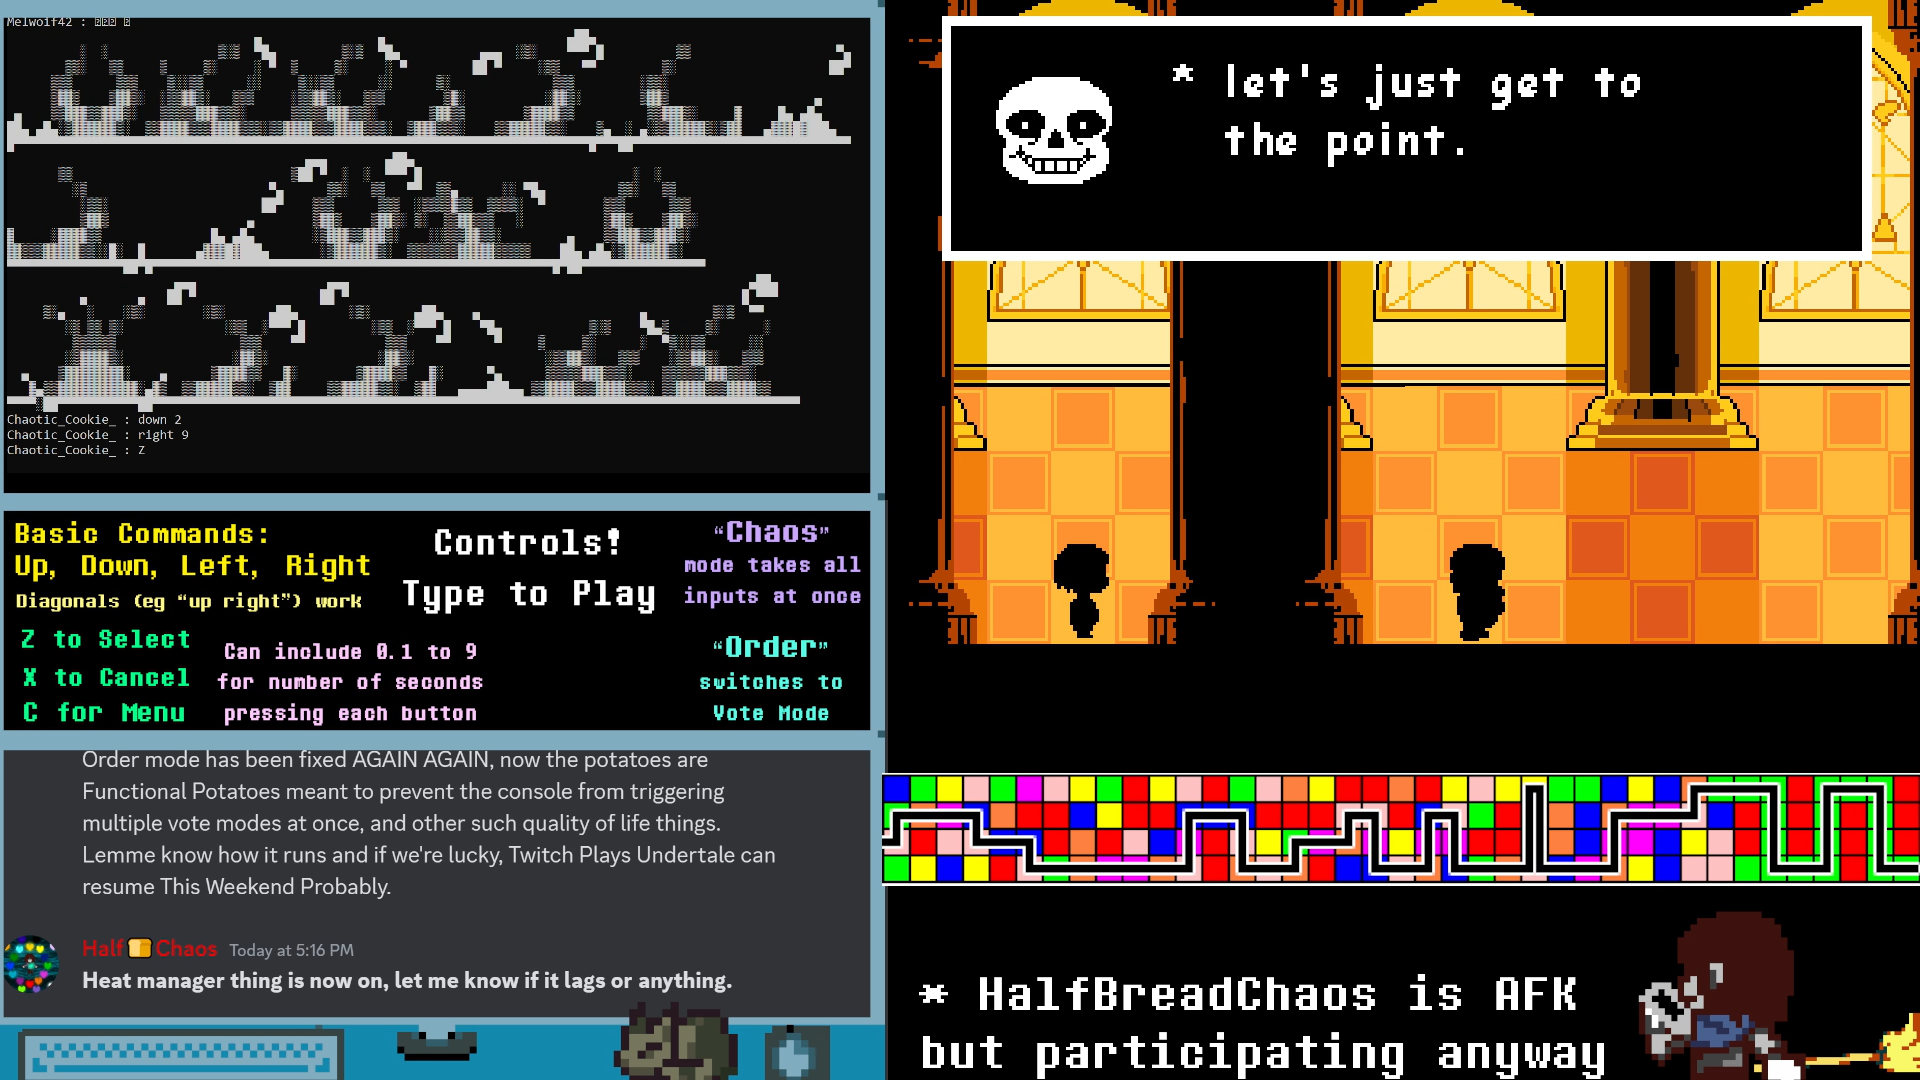 Melwolf42 :
Chaotic_Cookie_ : down 2
Chaotic_Cookie_ : right 9
Chaotic_Cookie_ : Z
Basic Commands:
Up, Down, Left, Right
Diagonals (eg "up right") work
Z to Select
X to Cancel
C for Menu
Can include 0.1 to 9
for number of seconds
pressing each button
Controls!
Type to Play
"Chaos"
mode takes all
inputs at once
"Order"
switches to
Vote Mode
Order mode has been fixed AGAIN AGAIN, now the potatoes are
Functional Potatoes meant to prevent the console from triggering
multiple vote modes at once, and other such quality of life things.
Lemme know how it runs and if we're lucky, Twitch Plays Undertale can
resume This Weekend Probably.
Half🍞Chaos Today at 5:16 PM
Heat manager thing is now on, let me know if it lags or anything.
* let's just get to
the point.
* HalfBreadChaos is AFK
but participating anyway